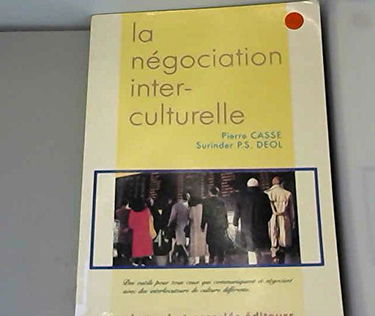 la
négociation
inter-
culturelle
Pierre CASSE
Surinder P.S. DEOL
Des outils pour tous ceux qui communiquent & négocient
avec des interlocuteurs de culture différente.
éditeurs